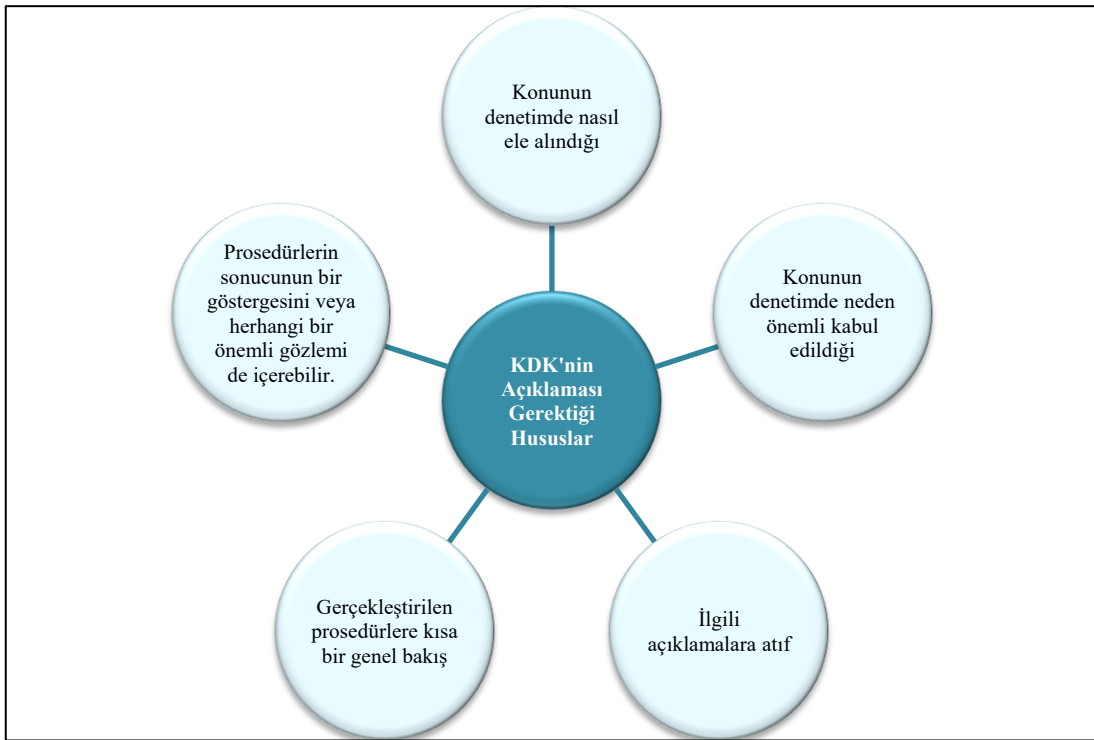 Konunun
denetimde nasıl
ele alındığı
Prosedürlerin
sonucunun bir
göstergesini veya
herhangi bir
önemli gözlemi
de içerebilir.
Konunun
denetimde neden
önemli kabul
edildiği
KDK'nin
Açıklaması
Gerektiği
Hususlar
Gerçekleştirilen
prosedürlere kısa
bir genel bakış
İlgili
açıklamalara atıf